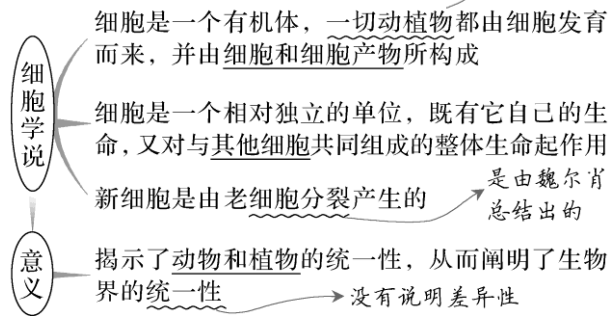 细胞学说
细胞是一个有机体，一切动植物都由细胞发育
而来，并由细胞和细胞产物所构成
细胞是一个相对独立的单位，既有它自己的生
命，又对与其他细胞共同组成的整体生命起作用
新细胞是由老细胞分裂产生的
是由魏尔肖
总结出的
意义
揭示了动物和植物的统一性，从而阐明了生物
界的统一性
没有说明差异性